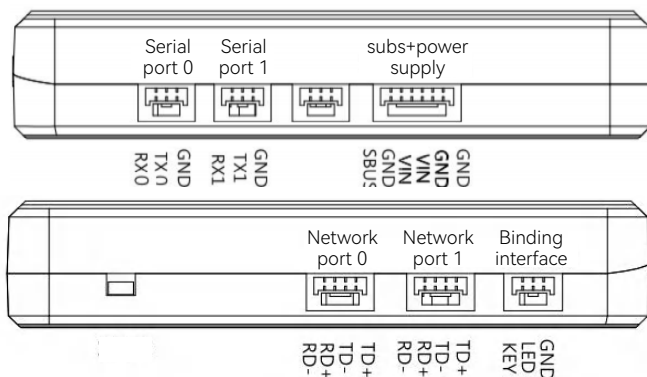 Serial port 0
Serial port 1
subs+power supply
RX0
TX0
GND
RX1
TX1
GND
SBUS
GND
VIN
VIN
GND
GND
Network port 0
Network port 1
Binding interface
RD-
RD+
TD-
TD+
RD-
RD+
TD-
TD+
KEY
LED
GND